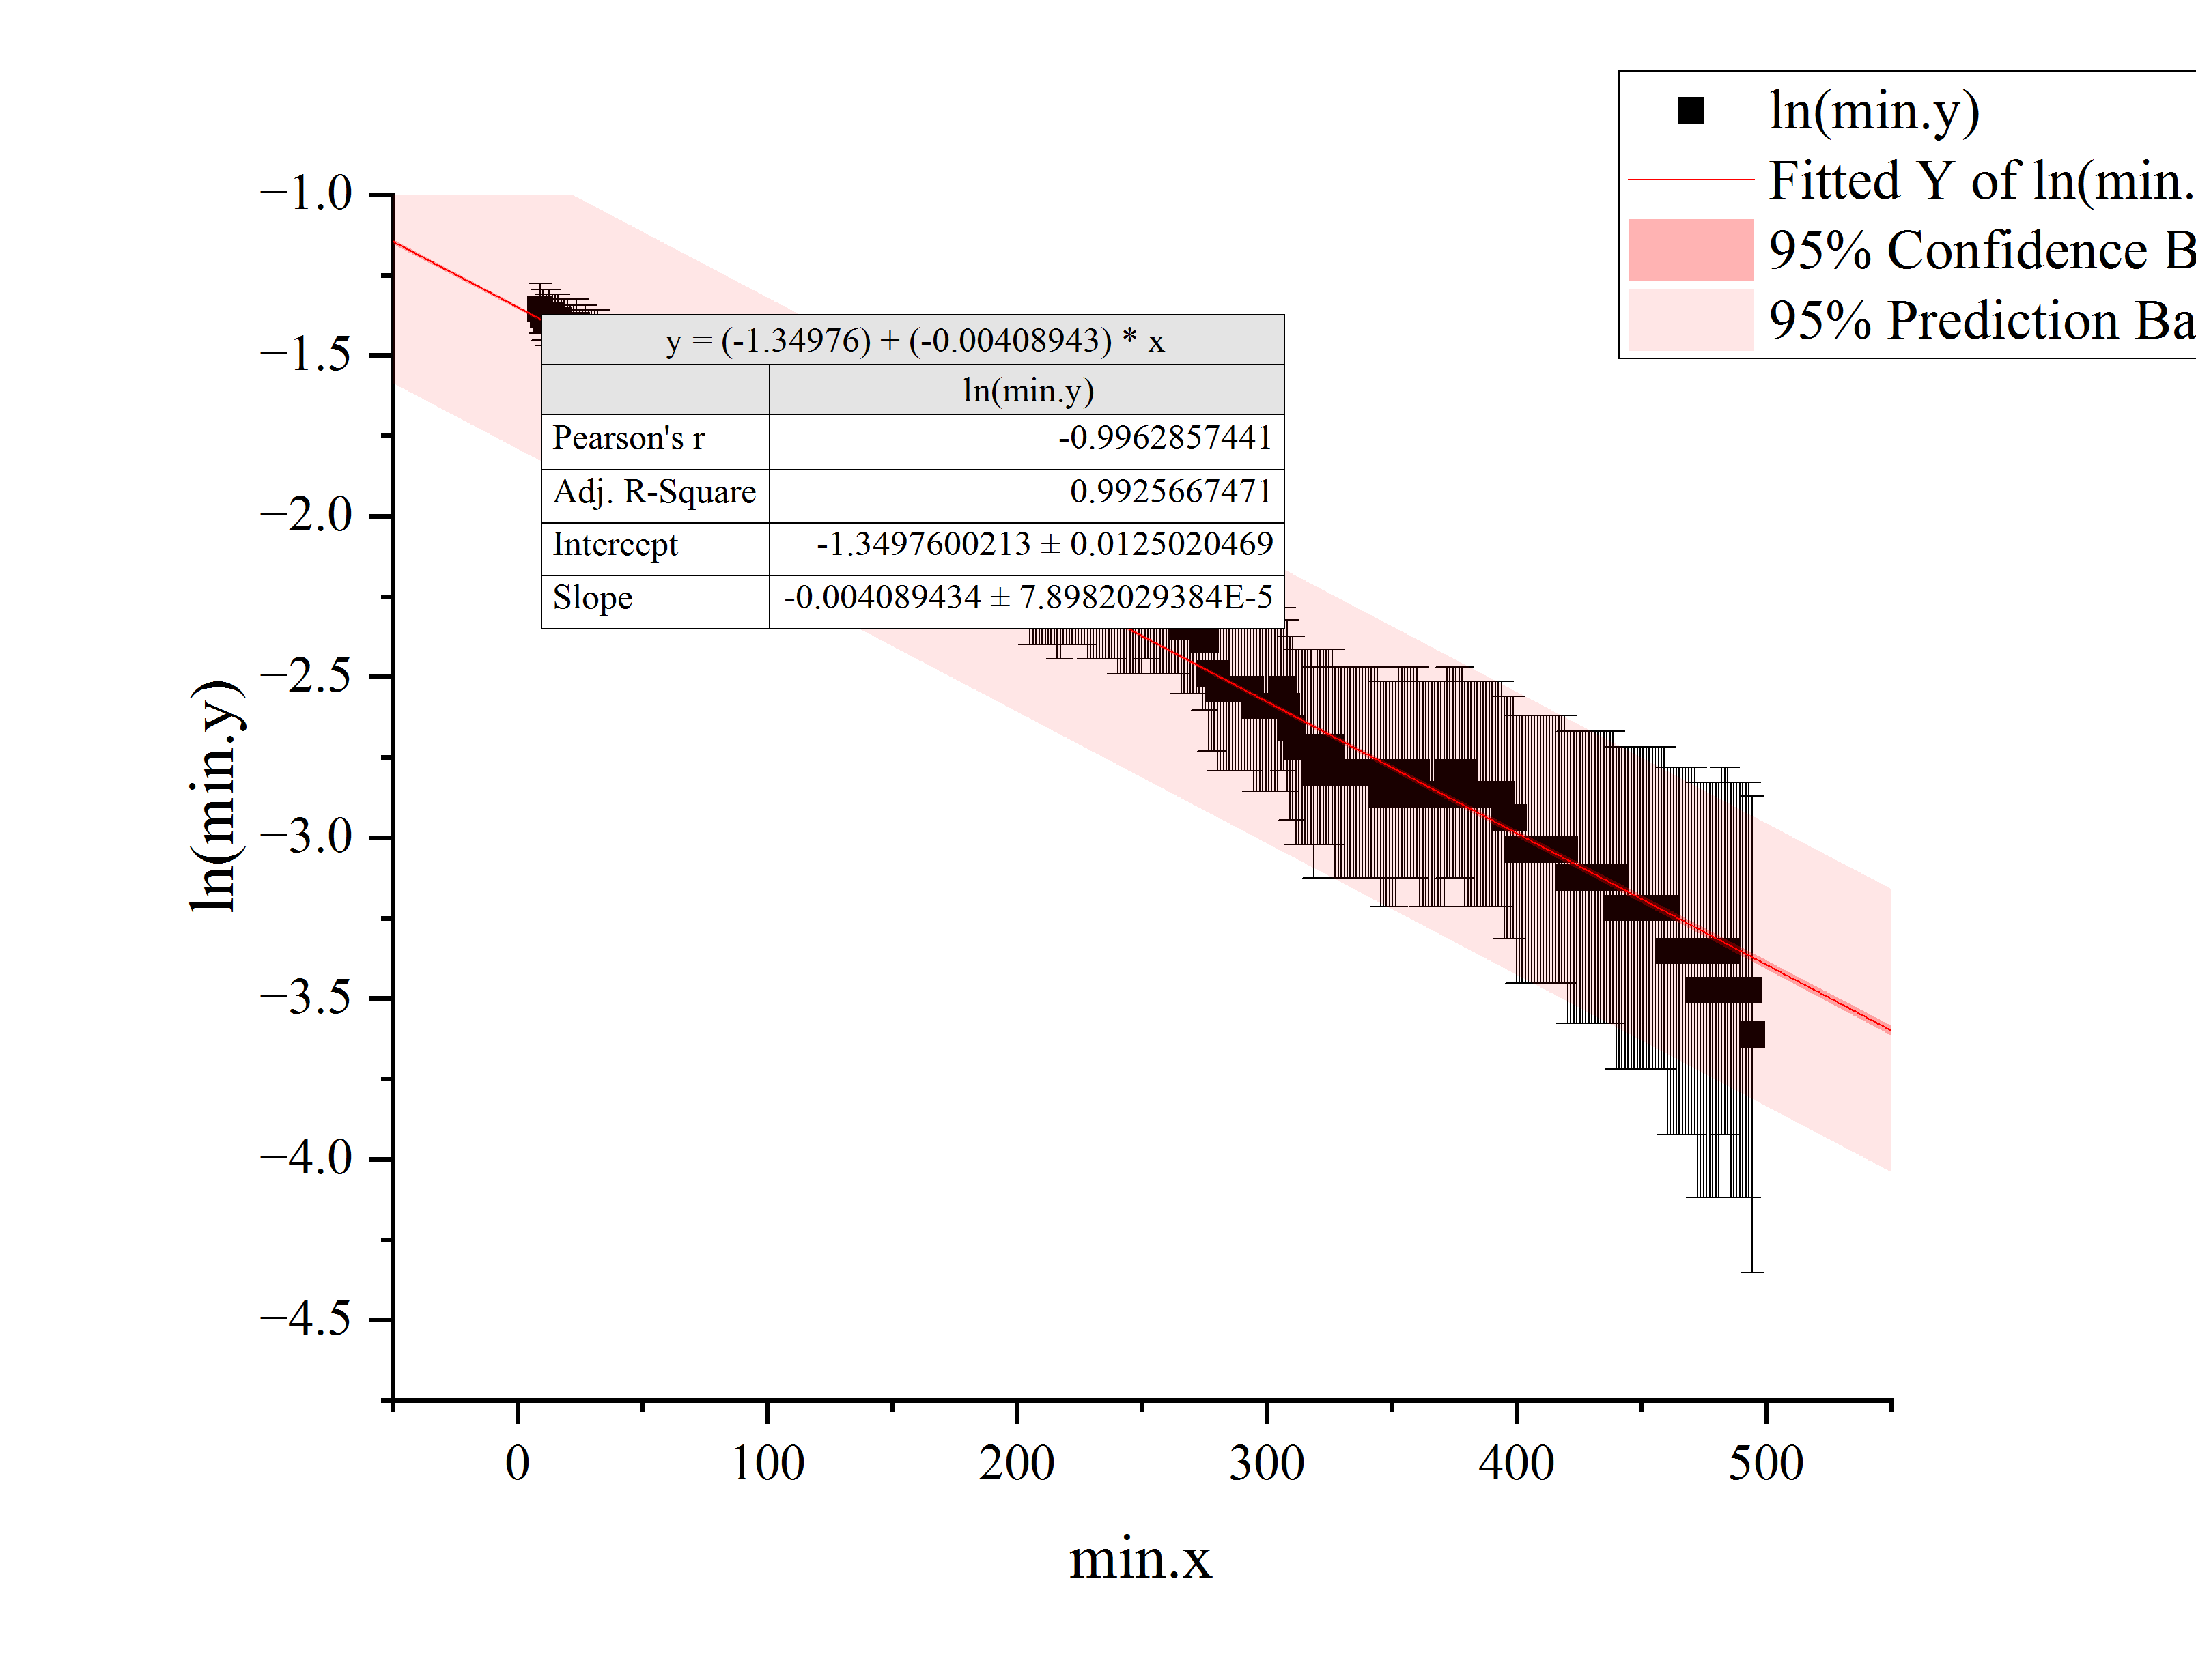 ln(min.y)
Fitted Y of ln(min.
95% Confidence B
95% Prediction Ba
−1.0
−1.5
−2.0
−2.5
−3.0
−3.5
−4.0
−4.5
ln(min.y)
y = (-1.34976) + (-0.00408943) * x
ln(min.y)
Pearson's r -0.9962857441
Adj. R-Square 0.9925667471
Intercept -1.3497600213 ± 0.0125020469
Slope -0.004089434 ± 7.8982029384E-5
0 100 200 300 400 500
min.x